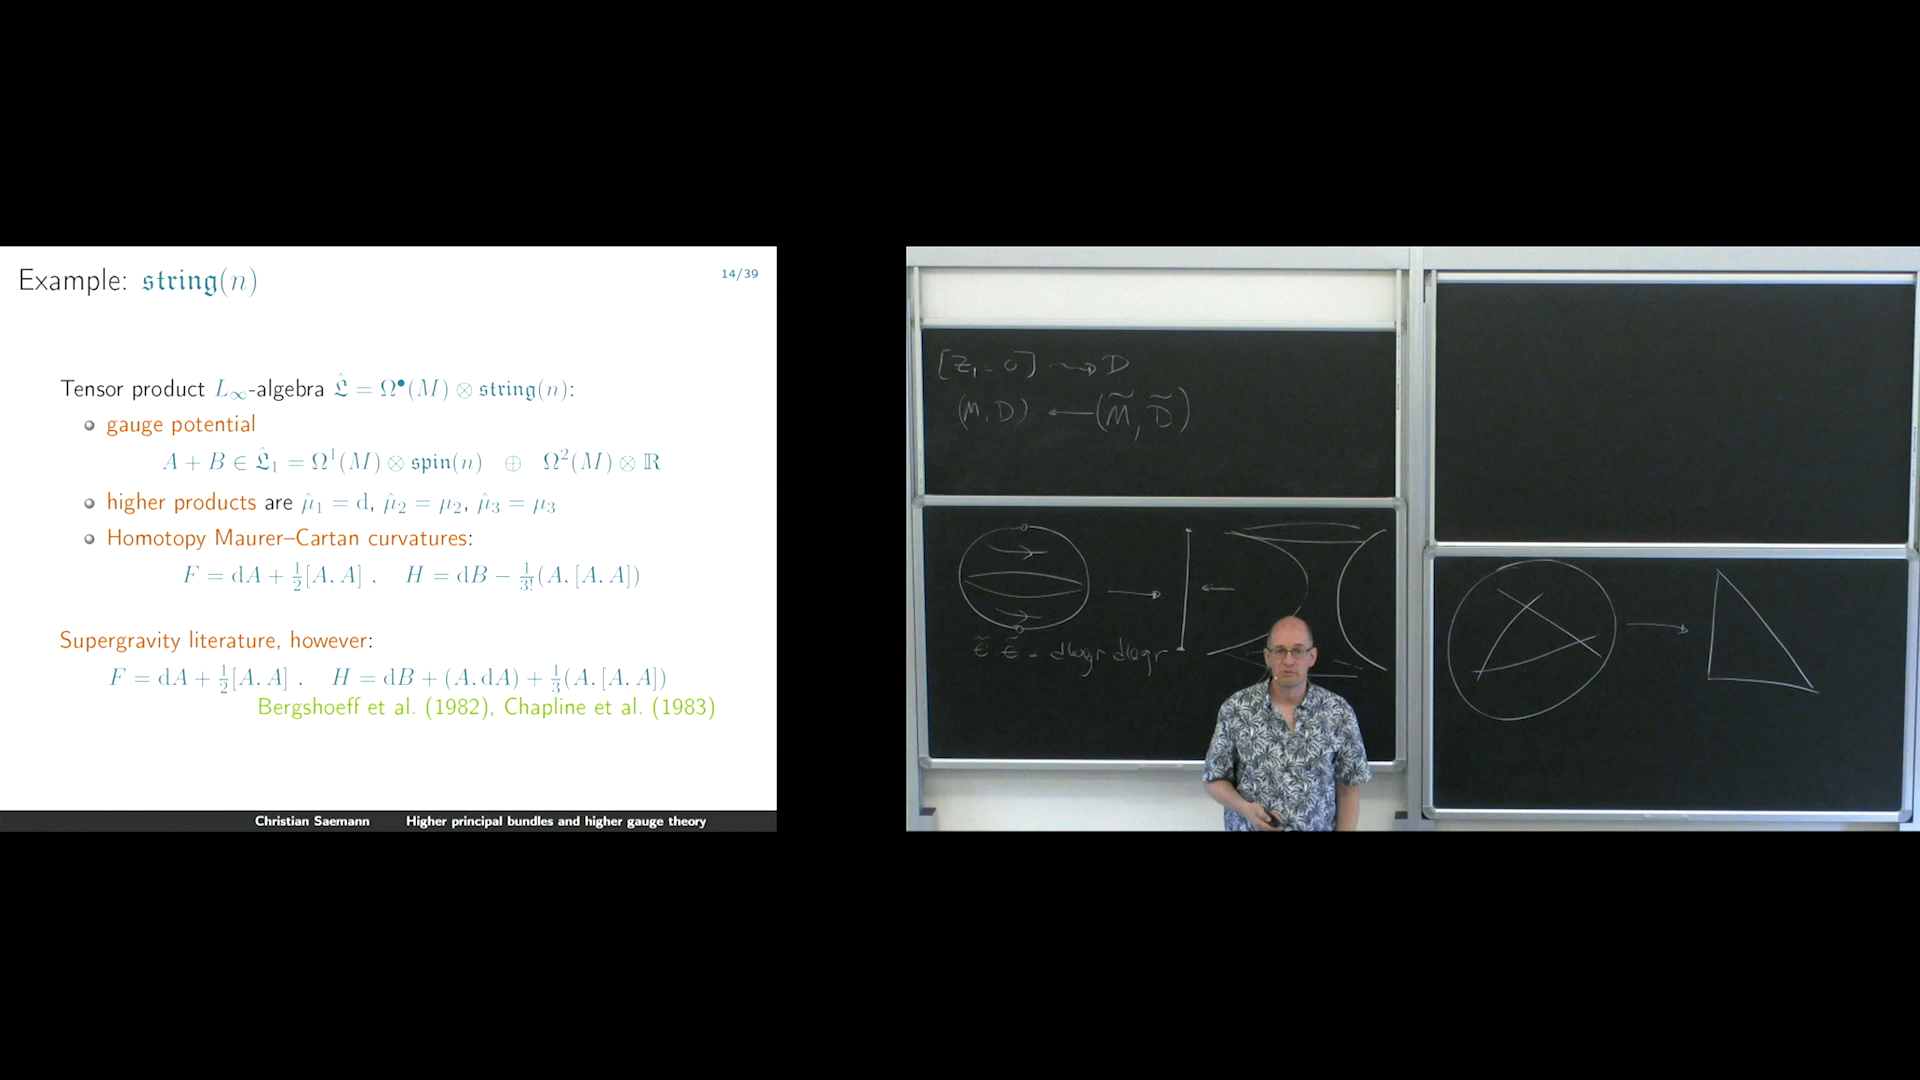 Example: string(n)
14/39
Tensor product L∞-algebra 𝔏̂ = Ω•(M) ⊗ string(n):
gauge potential
A + B ∈ 𝔏̂₁ = Ω¹(M) ⊗ spin(n) ⊕ Ω²(M) ⊗ ℝ
higher products are μ̂₁ = d, μ̂₂ = μ₂, μ̂₃ = μ₃
Homotopy Maurer–Cartan curvatures:
F = dA + ½[A, A] , H = dB − 1/3!(A, [A, A])
Supergravity literature, however:
F = dA + ½[A, A] , H = dB + (A, dA) + ⅓(A, [A, A])
Bergshoeff et al. (1982), Chapline et al. (1983)
Christian Saemann Higher principal bundles and higher gauge theory
[Z₁ = 0] ⇝ D
(M, D) ← (M̃, D̃)